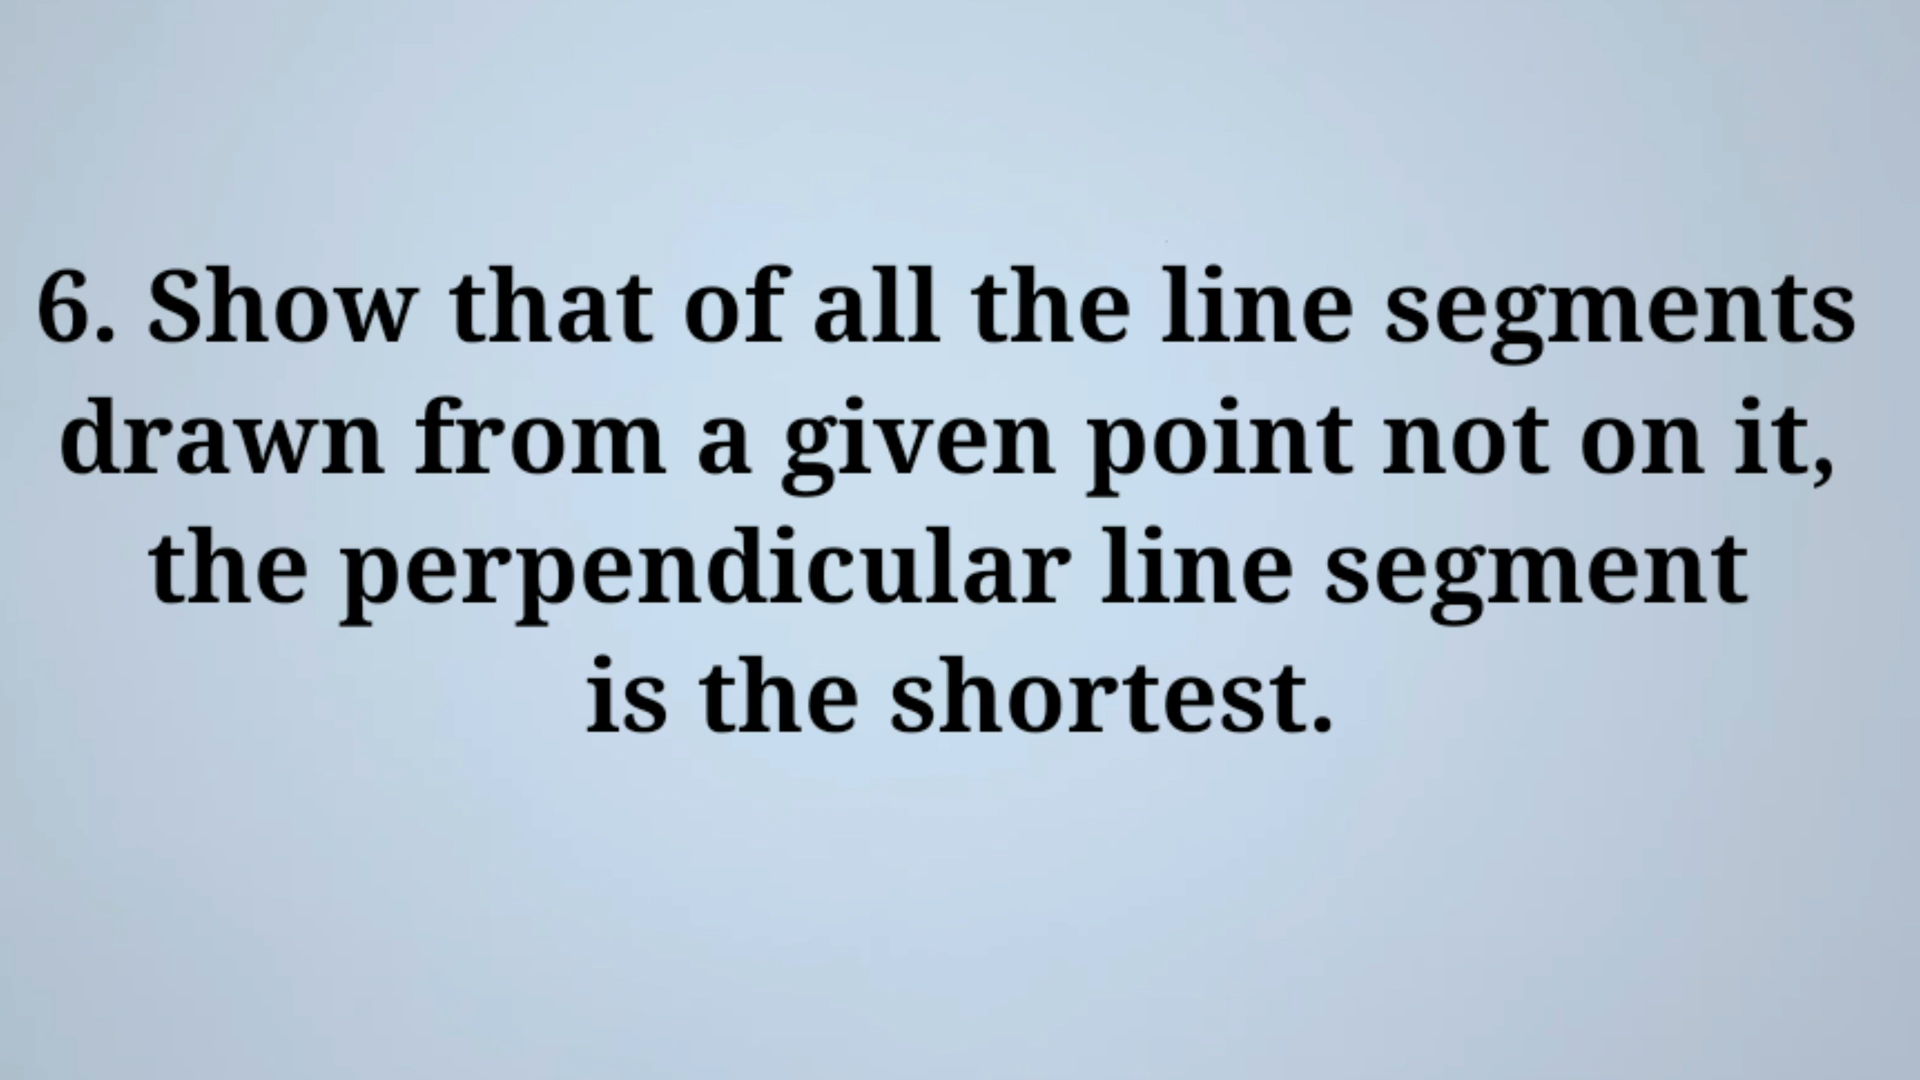 6. Show that of all the line segments
drawn from a given point not on it,
the perpendicular line segment
is the shortest.